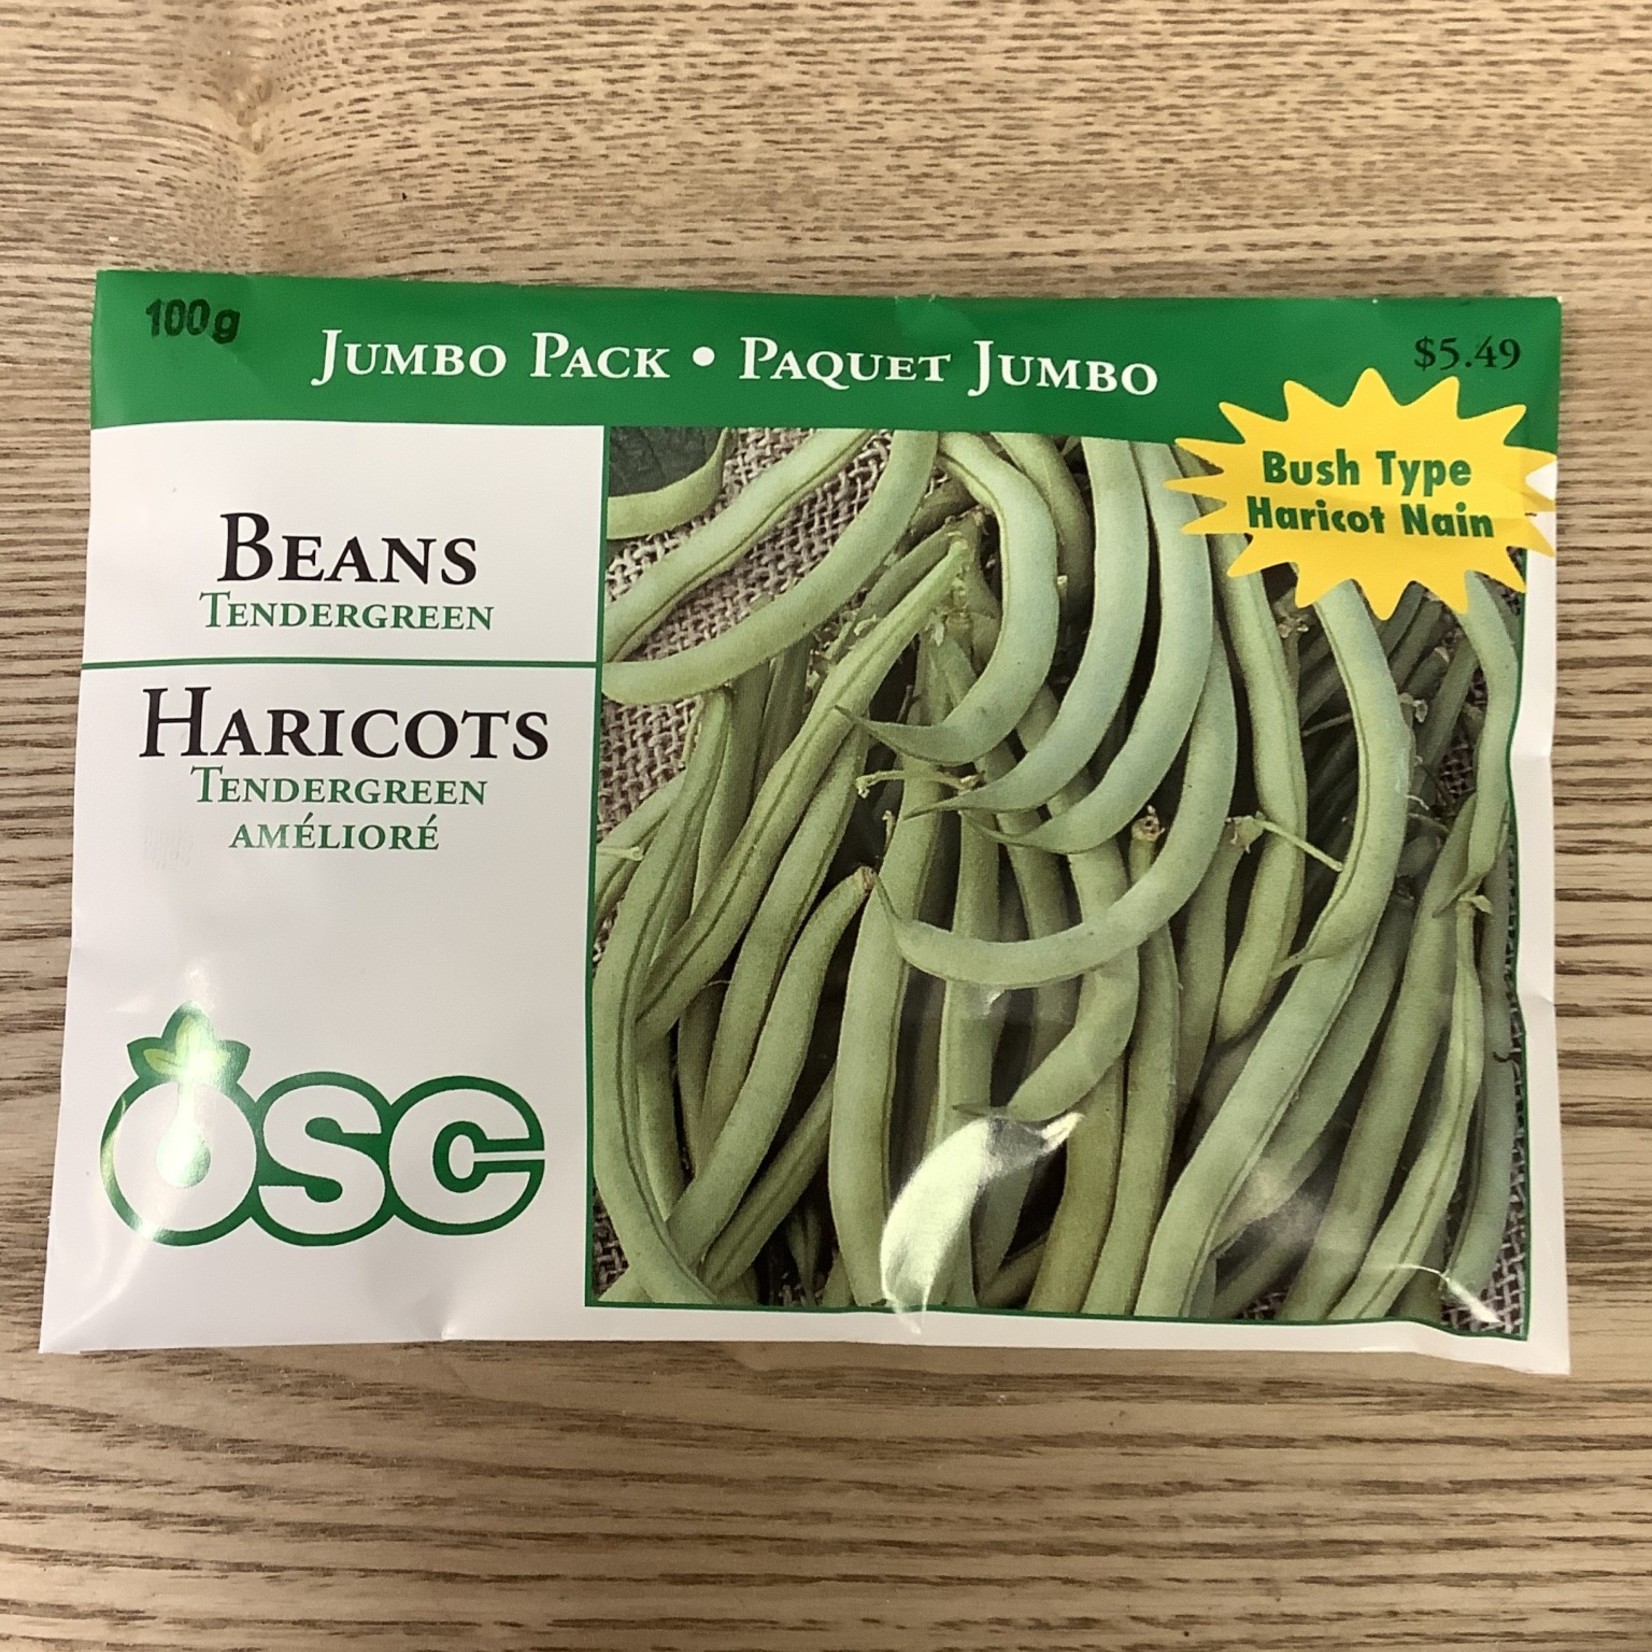 100g
JUMBO PACK • PAQUET JUMBO
$5.49
Bush Type
Haricot Nain
BEANS
TENDERGREEN
HARICOTS
TENDERGREEN
AMÉLIORÉ
OSC